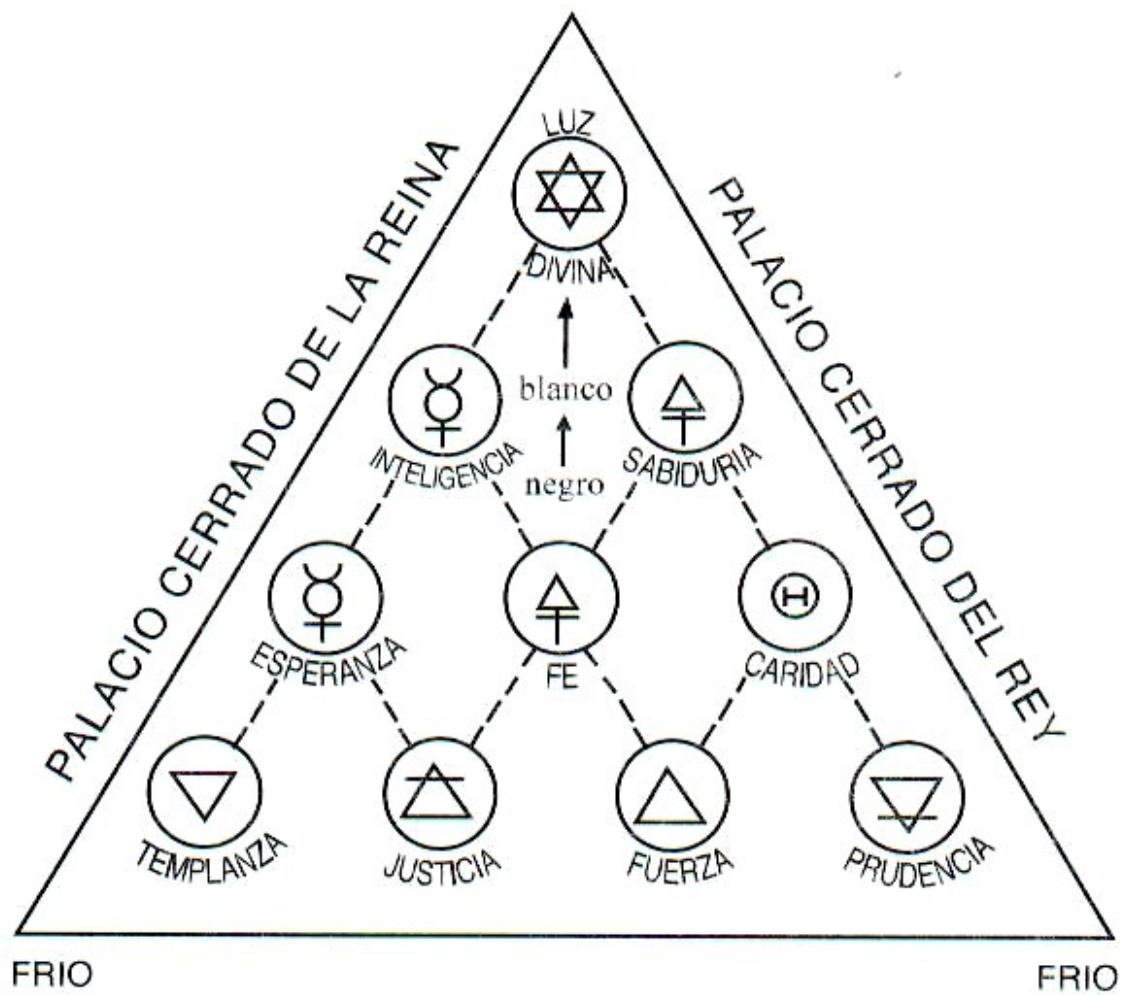 LUZ
DIVINA
PALACIO CERRADO DE LA REINA
PALACIO CERRADO DEL REY
blanco
negro
INTELIGENCIA
SABIDURIA
ESPERANZA
FE
CARIDAD
TEMPLANZA
JUSTICIA
FUERZA
PRUDENCIA
FRIO
FRIO